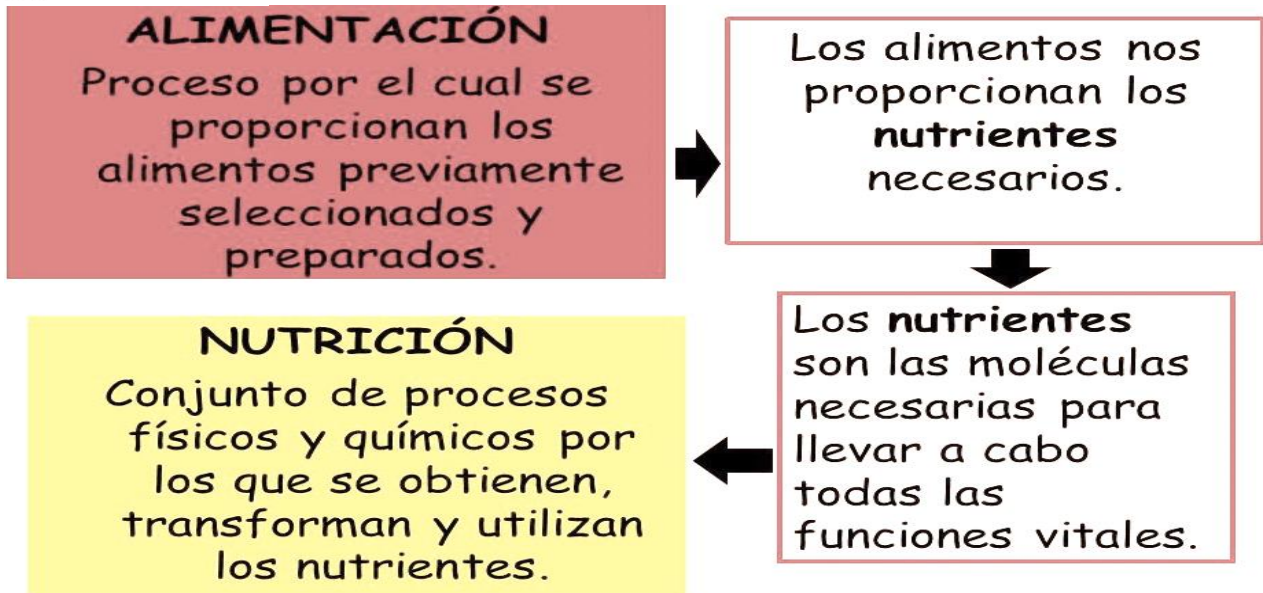 ALIMENTACIÓN
Proceso por el cual se
proporcionan los
alimentos previamente
seleccionados y
preparados.
Los alimentos nos
proporcionan los
nutrientes
necesarios.
Los nutrientes
son las moléculas
necesarias para
llevar a cabo
todas las
funciones vitales.
NUTRICIÓN
Conjunto de procesos
físicos y químicos por
los que se obtienen,
transforman y utilizan
los nutrientes.